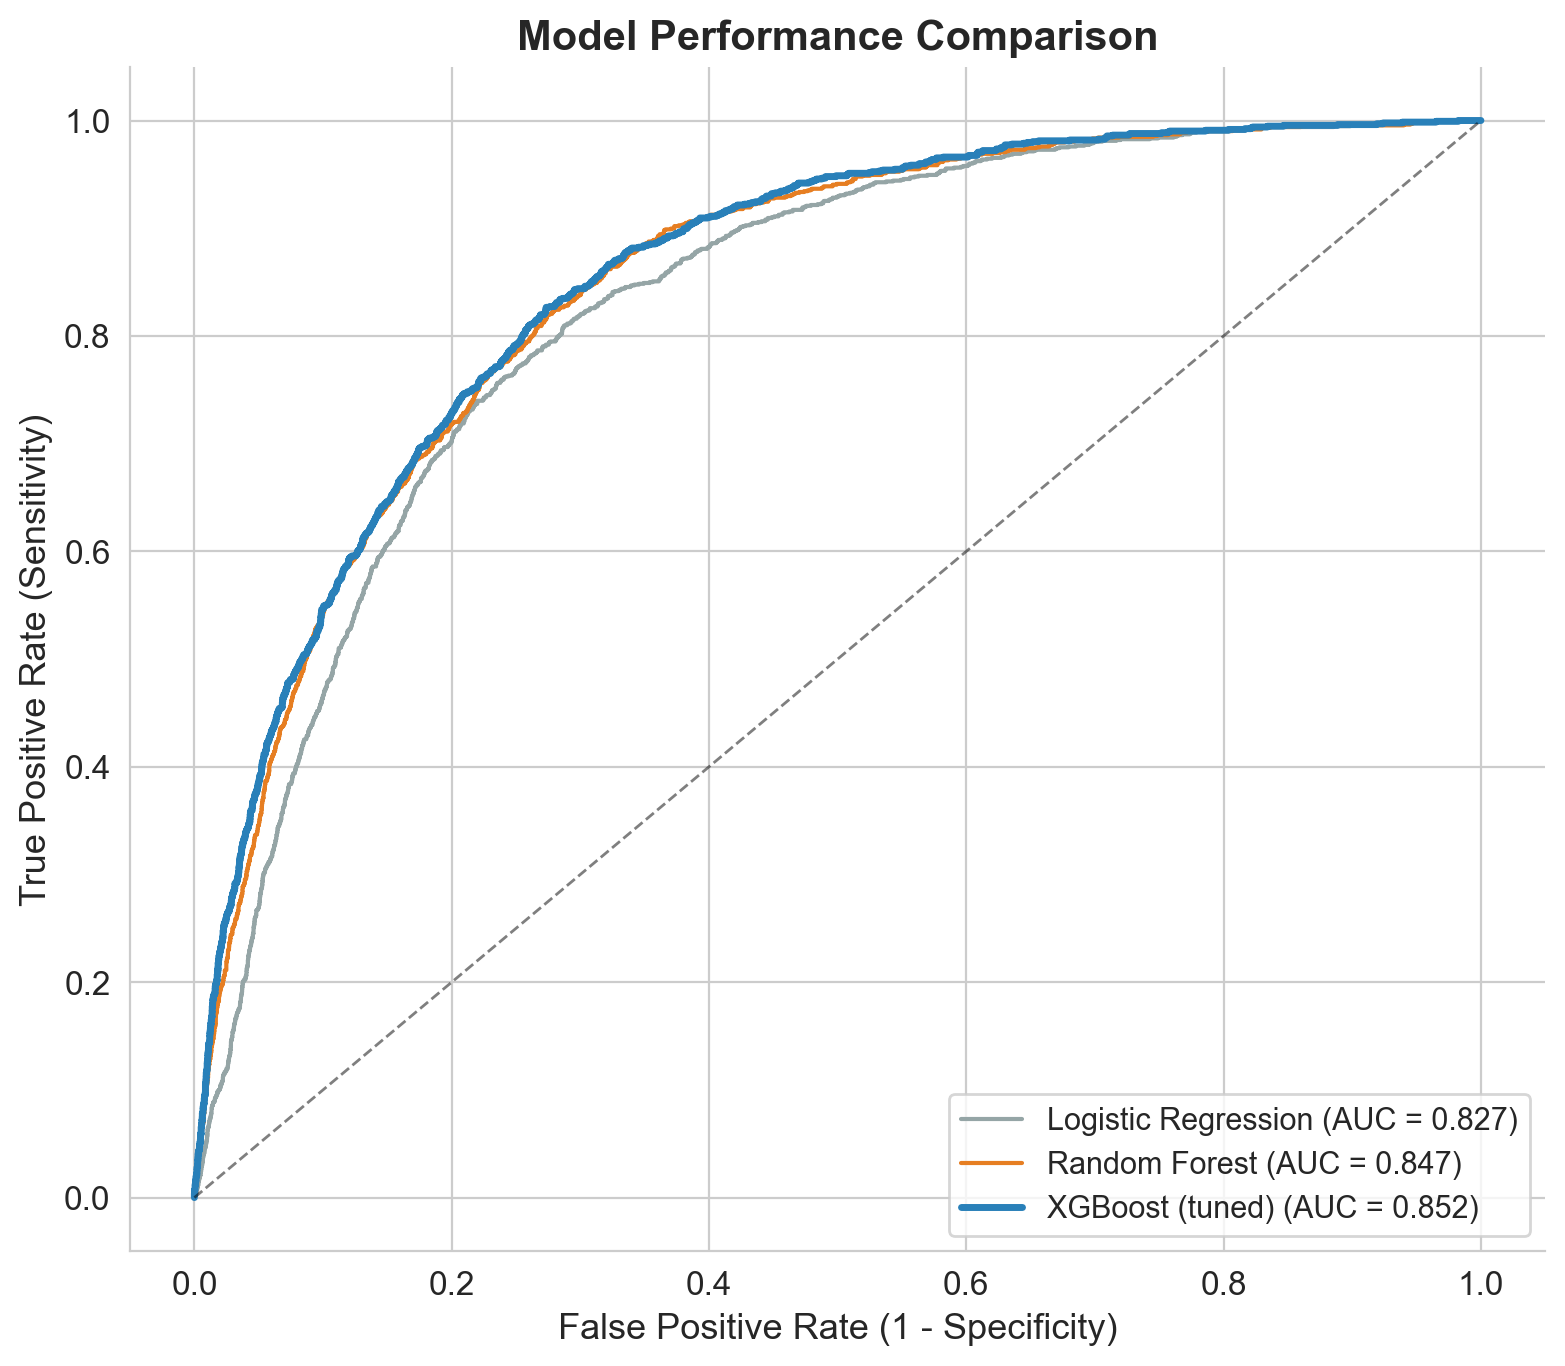 Model Performance Comparison
1.0
0.8
0.6
0.4
0.2
0.0
True Positive Rate (Sensitivity)
0.0 0.2 0.4 0.6 0.8 1.0
False Positive Rate (1 - Specificity)
Logistic Regression (AUC = 0.827)
Random Forest (AUC = 0.847)
XGBoost (tuned) (AUC = 0.852)